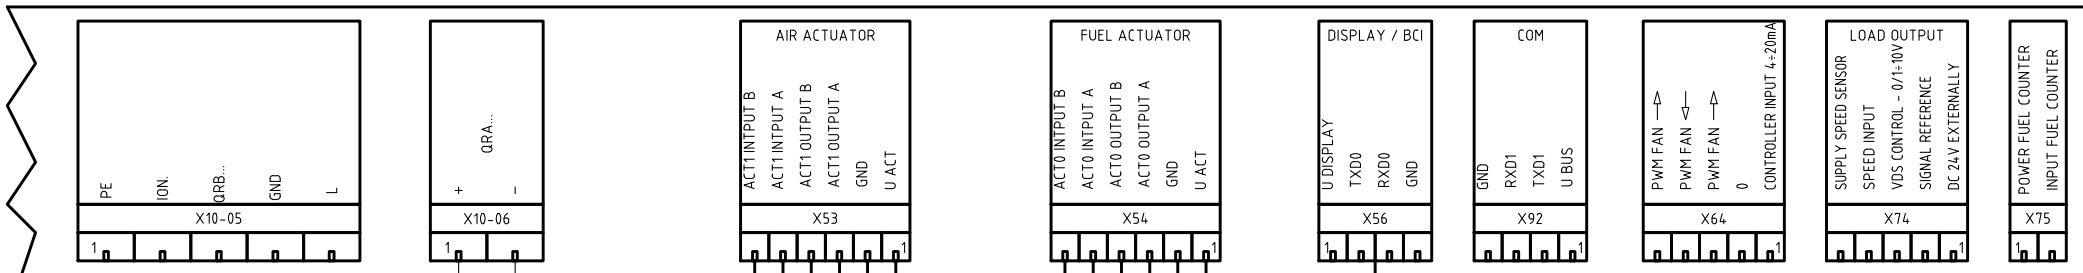 PE
ION.
QRB...
GND
L
X10-05
1
QRA...
+
-
X10-06
1
AIR ACTUATOR
ACT1 INTPUT B
ACT1 INTPUT A
ACT1 OUTPUT B
ACT1 OUTPUT A
GND
U ACT
X53
1
FUEL ACTUATOR
ACT0 INTPUT B
ACT0 INTPUT A
ACT0 OUTPUT B
ACT0 OUTPUT A
GND
U ACT
X54
1
DISPLAY / BCI
U DISPLAY
TXD0
RXD0
GND
X56
1
COM
GND
RXD1
TXD1
U BUS
X92
1
PWM FAN →
PWM FAN ←
PWM FAN →
0
CONTROLLER INPUT 4÷20mA
X64
1
LOAD OUTPUT
SUPPLY SPEED SENSOR
SPEED INPUT
VDS CONTROL - 0/1÷10V
SIGNAL REFERENCE
DC 24V EXTERNALLY
X74
1
POWER FUEL COUNTER
INPUT FUEL COUNTER
X75
1